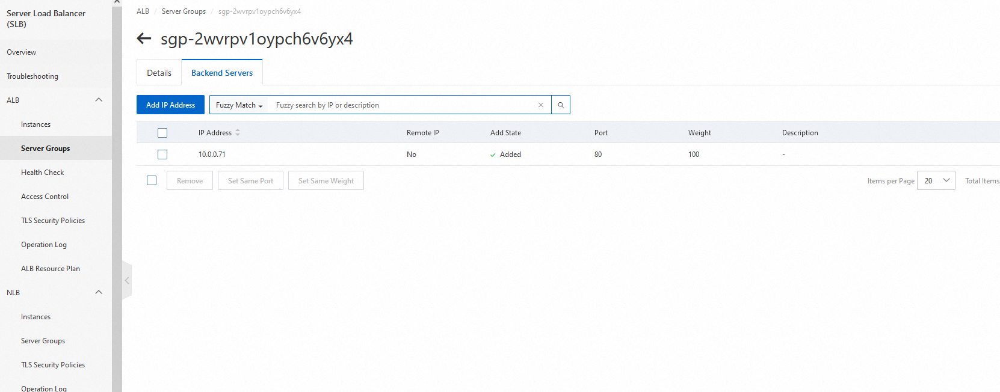 Server Load Balancer
(SLB)
Overview
Troubleshooting
ALB
Instances
Server Groups
Health Check
Access Control
TLS Security Policies
Operation Log
ALB Resource Plan
NLB
Instances
Server Groups
TLS Security Policies
Operation Log
ALB / Server Groups / sgp-2wvrpv1oypch6v6yx4
sgp-2wvrpv1oypch6v6yx4
Details Backend Servers
Add IP Address Fuzzy Match Fuzzy search by IP or description
IP Address Remote IP Add State Port Weight Description
10.0.0.71 No Added 80 100 -
Remove Set Same Port Set Same Weight Items per Page 20 Total Items: